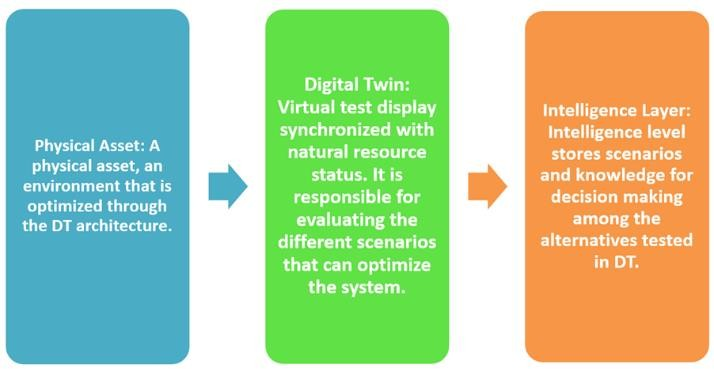 Physical Asset: A
physical asset, an
environment that is
optimized through
the DT architecture.
Digital Twin:
Virtual test display
synchronized with
natural resource
status. It is
responsible for
evaluating the
different scenarios
that can optimize
the system.
Intelligence Layer:
Intelligence level
stores scenarios
and knowledge for
decision making
among the
alternatives tested
in DT.